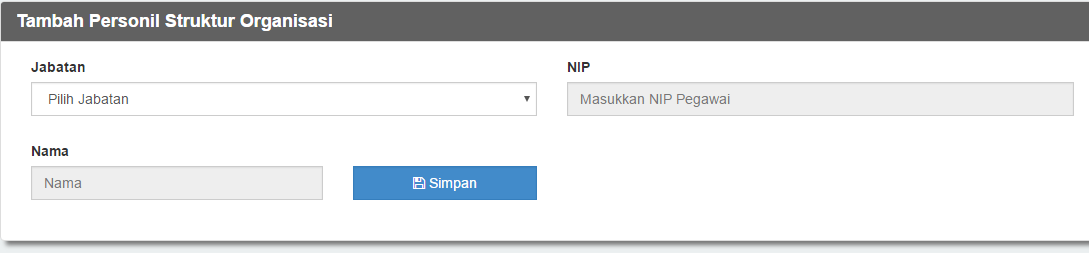 Tambah Personil Struktur Organisasi
Jabatan
Pilih Jabatan
NIP
Masukkan NIP Pegawai
Nama
Nama
Simpan